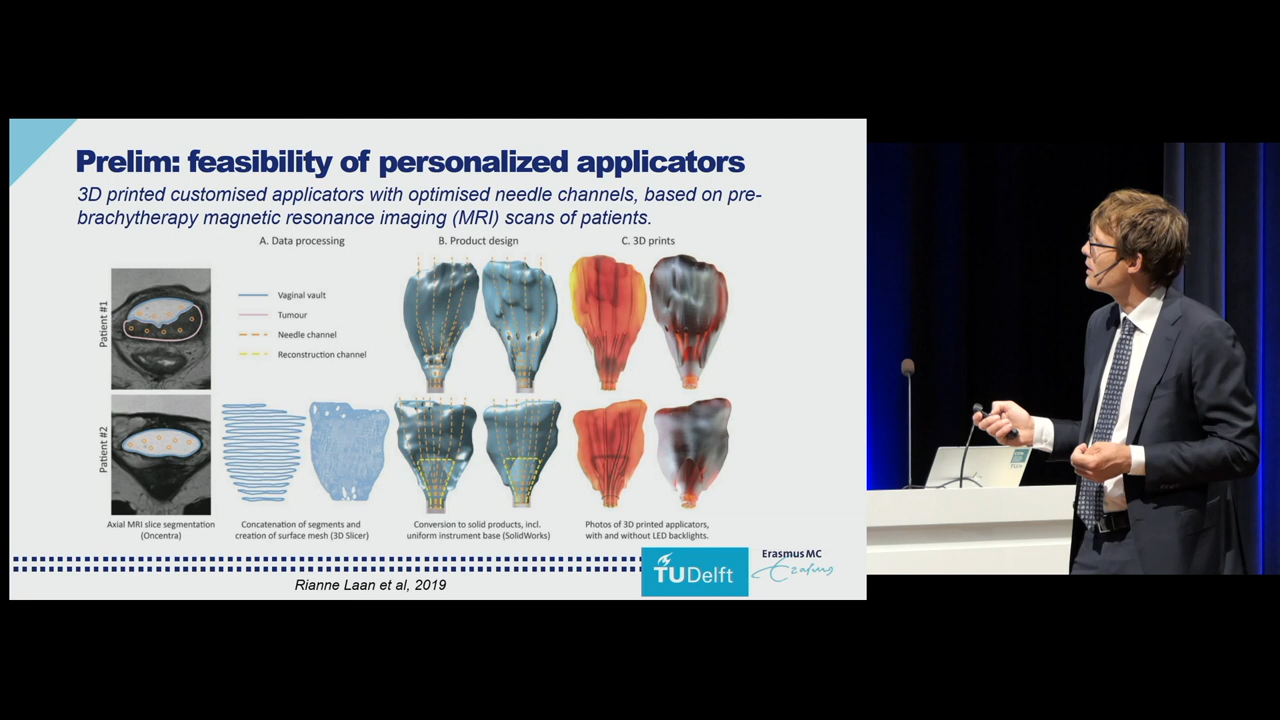 Prelim: feasibility of personalized applicators
3D printed customised applicators with optimised needle channels, based on pre-
brachytherapy magnetic resonance imaging (MRI) scans of patients.
A. Data processing
B. Product design
C. 3D prints
Patient #1
Vaginal vault
Tumour
Needle channel
Reconstruction channel
Patient #2
Axial MRI slice segmentation
(Oncentra)
Concatenation of segments and
creation of surface mesh (3D Slicer)
Conversion to solid products, incl.
uniform instrument base (SolidWorks)
Photos of 3D printed applicators,
with and without LED backlights.
Rianne Laan et al, 2019
TUDelft
Erasmus MC
Erasmus